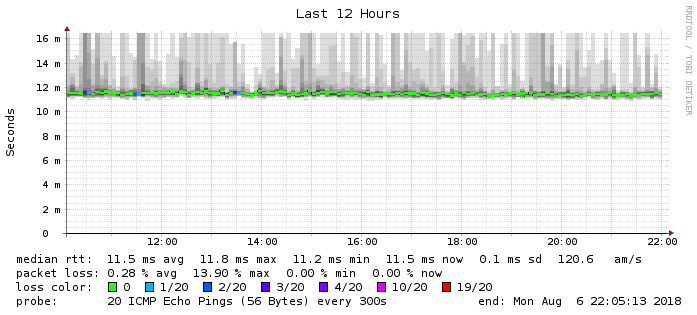 Last 12 Hours
RRDTOOL / TOBI OETIKER
Seconds
16 m
14 m
12 m
10 m
8 m
6 m
4 m
2 m
0
12:00 14:00 16:00 18:00 20:00 22:00
median rtt: 11.5 ms avg 11.8 ms max 11.2 ms min 11.5 ms now 0.1 ms sd 120.6 am/s
packet loss: 0.28 % avg 13.90 % max 0.00 % min 0.00 % now
loss color: 0 1/20 2/20 3/20 4/20 10/20 19/20
probe: 20 ICMP Echo Pings (56 Bytes) every 300s end: Mon Aug 6 22:05:13 2018